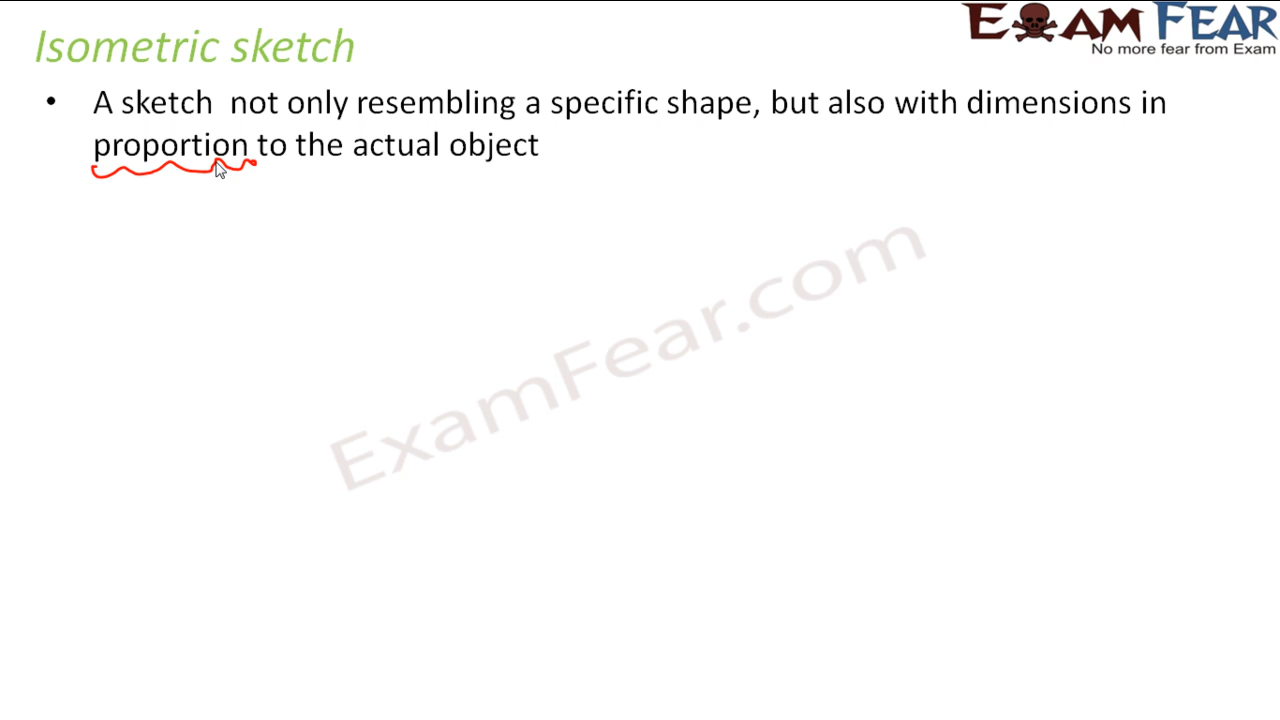 EXAM FEAR
No more fear from Exam
Isometric sketch
• A sketch not only resembling a specific shape, but also with dimensions in
proportion to the actual object
ExamFear.com